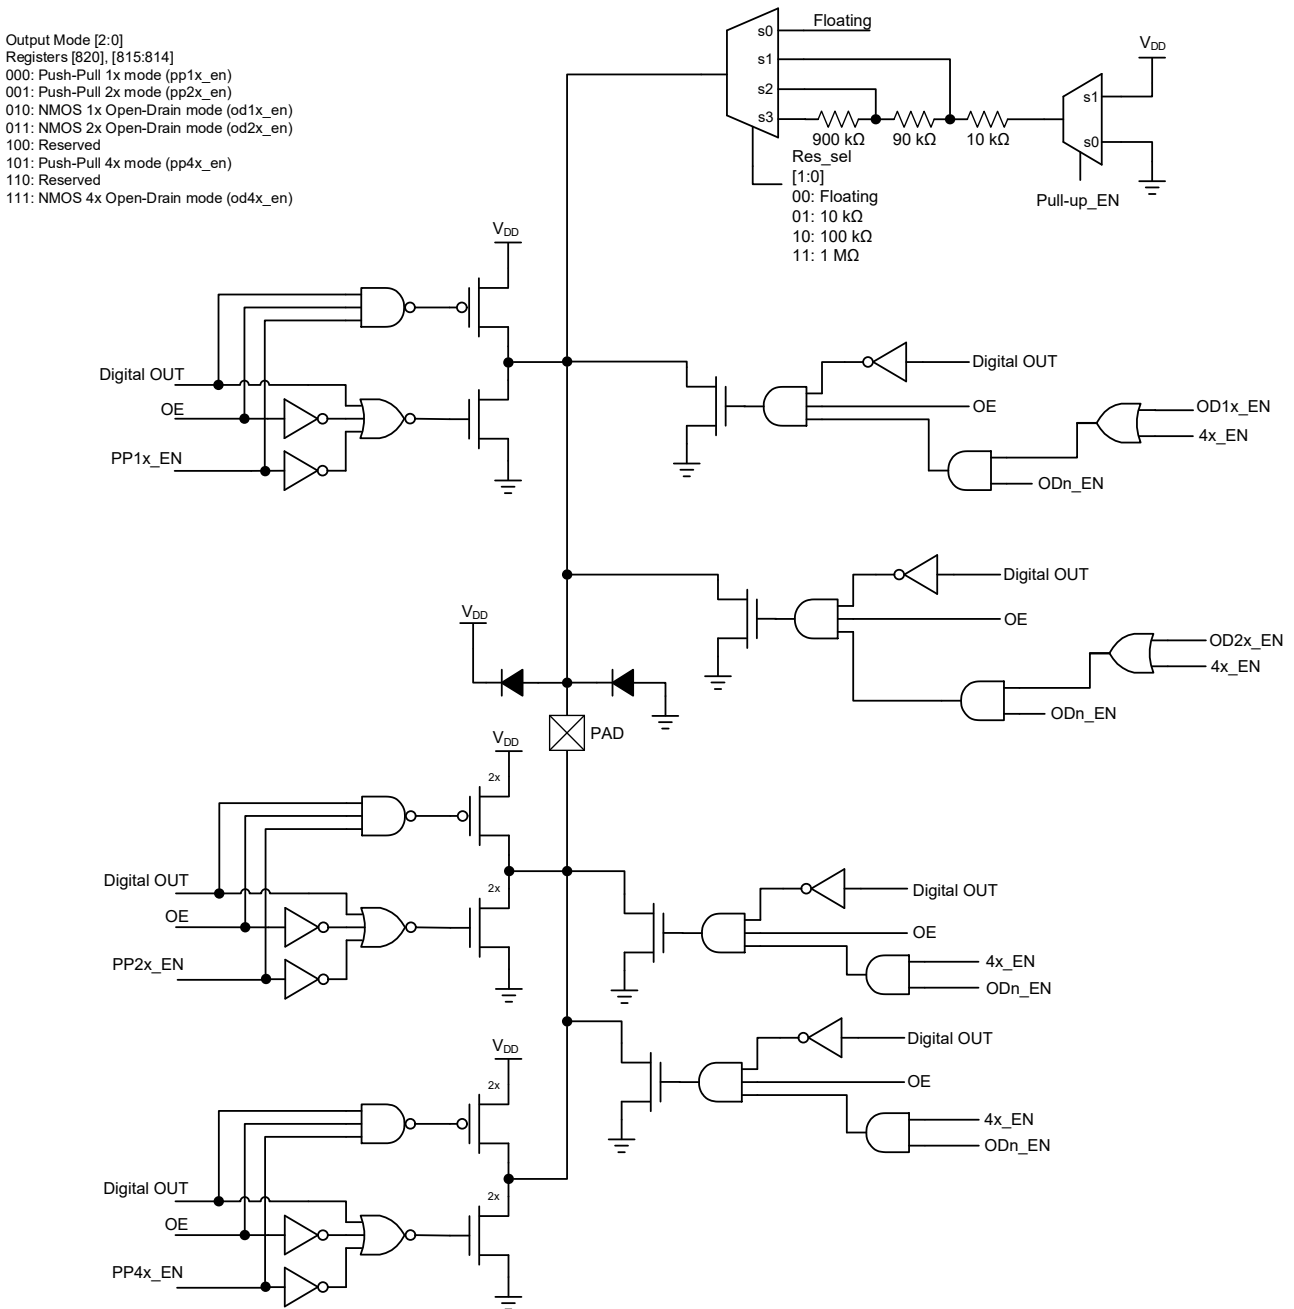 Output Mode [2:0]
Registers [820], [815:814]
000: Push-Pull 1x mode (pp1x_en)
001: Push-Pull 2x mode (pp2x_en)
010: NMOS 1x Open-Drain mode (od1x_en)
011: NMOS 2x Open-Drain mode (od2x_en)
100: Reserved
101: Push-Pull 4x mode (pp4x_en)
110: Reserved
111: NMOS 4x Open-Drain mode (od4x_en)
Floating
s0
s1
s2
s3
900 kΩ
90 kΩ
10 kΩ
VDD
s1
s0
Pull-up_EN
Res_sel
[1:0]
00: Floating
01: 10 kΩ
10: 100 kΩ
11: 1 MΩ
VDD
Digital OUT
OE
PP1x_EN
Digital OUT
OE
OD1x_EN
4x_EN
ODn_EN
Digital OUT
OE
OD2x_EN
4x_EN
ODn_EN
VDD
PAD
VDD
2x
2x
Digital OUT
OE
PP2x_EN
Digital OUT
OE
4x_EN
ODn_EN
Digital OUT
OE
4x_EN
ODn_EN
VDD
2x
2x
Digital OUT
OE
PP4x_EN